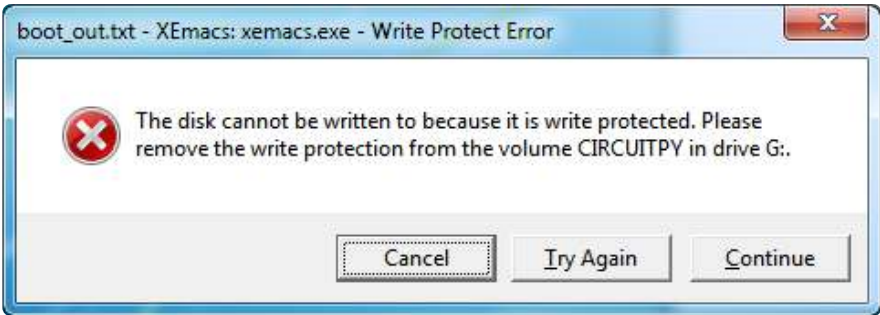 boot_out.txt - XEmacs: xemacs.exe - Write Protect Error
The disk cannot be written to because it is write protected. Please
remove the write protection from the volume CIRCUITPY in drive G:.
Cancel
Try Again
Continue